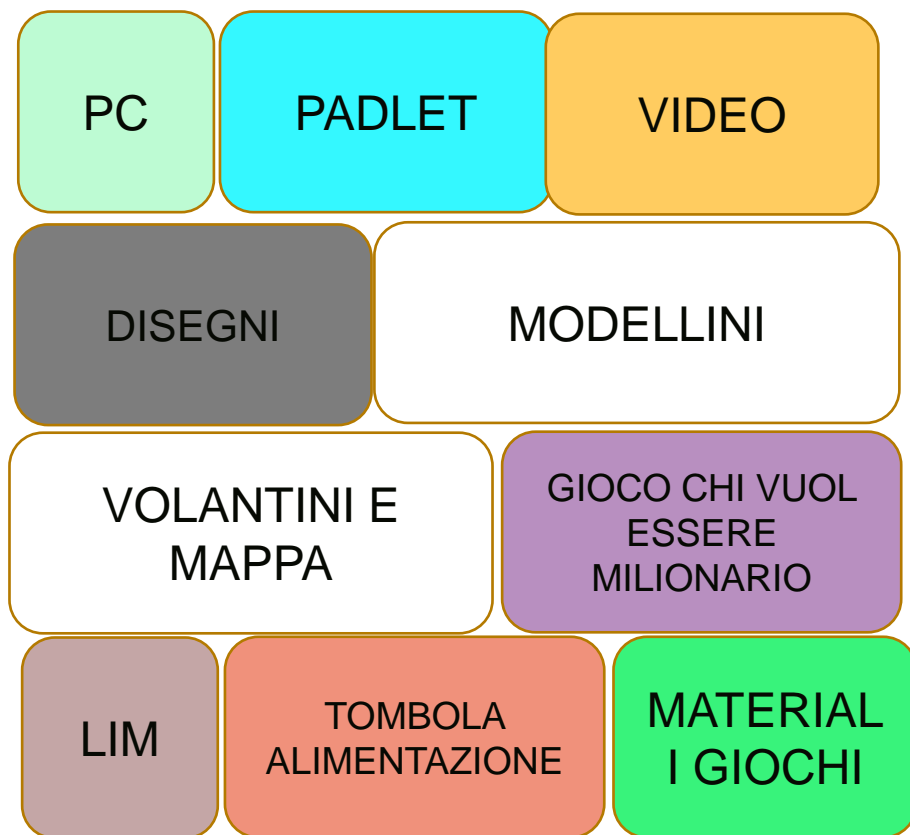 PC
PADLET
VIDEO
DISEGNI
MODELLINI
VOLANTINI E
MAPPA
GIOCO CHI VUOL
ESSERE
MILIONARIO
LIM
TOMBOLA
ALIMENTAZIONE
MATERIAL
I GIOCHI